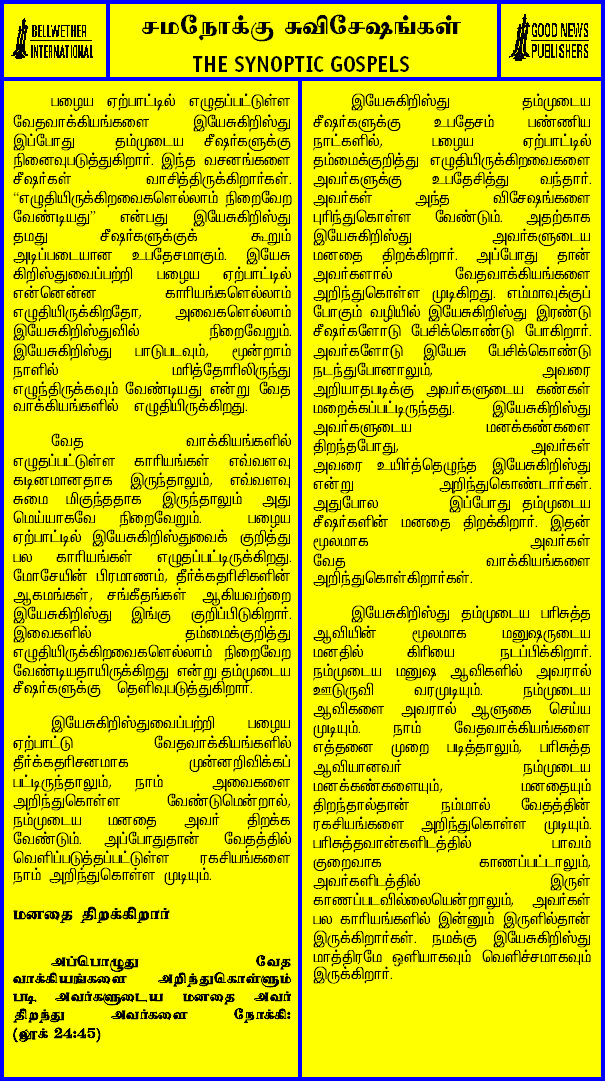 BELLWETHER
INTERNATIONAL
சமநோக்கு சுவிசேஷங்கள்
THE SYNOPTIC GOSPELS
GOOD NEWS
PUBLISHERS
பழைய ஏற்பாட்டில் எழுதப்பட்டுள்ள
வேதவாக்கியங்களை இயேசுகிறிஸ்து
இப்போது தம்முடைய சீஷர்களுக்கு
நினைவுபடுத்துகிறார். இந்த வசனங்களை
சீஷர்கள் வாசித்திருக்கிறார்கள்.
“எழுதியிருக்கிறவைகளெல்லாம் நிறைவேற
வேண்டியது” என்பது இயேசுகிறிஸ்து
தமது சீஷர்களுக்குக் கூறும்
அடிப்படையான உபதேசமாகும். இயேசு
கிறிஸ்துவைப்பற்றி பழைய ஏற்பாட்டில்
என்னென்ன காரியங்களெல்லாம்
எழுதியிருக்கிறதோ, அவைகளெல்லாம்
இயேசுகிறிஸ்துவில் நிறைவேறும்.
இயேசுகிறிஸ்து பாடுபடவும், மூன்றாம்
நாளில் மரித்தோரிலிருந்து
எழுந்திருக்கவும் வேண்டியது என்று வேத
வாக்கியங்களில் எழுதியிருக்கிறது.
வேத வாக்கியங்களில்
எழுதப்பட்டுள்ள காரியங்கள் எவ்வளவு
கடினமானதாக இருந்தாலும், எவ்வளவு
சுமை மிகுந்ததாக இருந்தாலும் அது
மெய்யாகவே நிறைவேறும். பழைய
ஏற்பாட்டில் இயேசுகிறிஸ்துவைக் குறித்து
பல காரியங்கள் எழுதப்பட்டிருக்கிறது.
மோசேயின் பிரமாணம், தீர்க்கதரிசிகளின்
ஆகமங்கள், சங்கீதங்கள் ஆகியவற்றை
இயேசுகிறிஸ்து இங்கு குறிப்பிடுகிறார்.
இவைகளில் தம்மைக்குறித்து
எழுதியிருக்கிறவைகளெல்லாம் நிறைவேற
வேண்டியதாயிருக்கிறது என்று தம்முடைய
சீஷர்களுக்கு தெளிவுபடுத்துகிறார்.
இயேசுகிறிஸ்துவைப்பற்றி பழைய
ஏற்பாட்டு வேதவாக்கியங்களில்
தீர்க்கதரிசனமாக முன்னறிவிக்கப்
பட்டிருந்தாலும், நாம் அவைகளை
அறிந்துகொள்ள வேண்டுமென்றால்,
நம்முடைய மனதை அவர் திறக்க
வேண்டும். அப்போதுதான் வேதத்தில்
வெளிப்படுத்தப்பட்டுள்ள ரகசியங்களை
நாம் அறிந்துகொள்ள முடியும்.
மனதை திறக்கிறார்
அப்பொழுது வேத
வாக்கியங்களை அறிந்துகொள்ளும்
படி அவர்களுடைய மனதை அவர்
திறந்து அவர்களை நோக்கி:
(லூக் 24:45)
இயேசுகிறிஸ்து தம்முடைய
சீஷர்களுக்கு உபதேசம் பண்ணிய
நாட்களில், பழைய ஏற்பாட்டில்
தம்மைக்குறித்து எழுதியிருக்கிறவைகளை
அவர்களுக்கு உபதேசித்து வந்தார்.
அவர்கள் அந்த விசேஷங்களை
புரிந்துகொள்ள வேண்டும். அதற்காக
இயேசுகிறிஸ்து அவர்களுடைய
மனதை திறக்கிறார். அப்போது தான்
அவர்களால் வேதவாக்கியங்களை
அறிந்துகொள்ள முடிகிறது. எம்மாவுக்குப்
போகும் வழியில் இயேசுகிறிஸ்து இரண்டு
சீஷர்களோடு பேசிக்கொண்டு போகிறார்.
அவர்களோடு இயேசு பேசிக்கொண்டு
நடந்துபோனாலும், அவரை
அறியாதபடிக்கு அவர்களுடைய கண்கள்
மறைக்கப்பட்டிருந்தது. இயேசுகிறிஸ்து
அவர்களுடைய மனக்கண்களை
திறந்தபோது, அவர்கள்
அவரை உயிர்த்தெழுந்த இயேசுகிறிஸ்து
என்று அறிந்துகொண்டார்கள்.
அதுபோல இப்போது தம்முடைய
சீஷர்களின் மனதை திறக்கிறார். இதன்
மூலமாக அவர்கள்
வேத வாக்கியங்களை
அறிந்துகொள்கிறார்கள்.
இயேசுகிறிஸ்து தம்முடைய பரிசுத்த
ஆவியின் மூலமாக மனுஷருடைய
மனதில் கிரியை நடப்பிக்கிறார்.
நம்முடைய மனுஷ ஆவிகளில் அவரால்
ஊடுருவி வரமுடியும். நம்முடைய
ஆவிகளை அவரால் ஆளுகை செய்ய
முடியும். நாம் வேதவாக்கியங்களை
எத்தனை முறை படித்தாலும், பரிசுத்த
ஆவியானவர் நம்முடைய
மனக்கண்களையும், மனதையும்
திறந்தால்தான் நம்மால் வேதத்தின்
ரகசியங்களை அறிந்துகொள்ள முடியும்.
பரிசுத்தவான்களிடத்தில் பாவம்
குறைவாக காணப்பட்டாலும்,
அவர்களிடத்தில் இருள்
காணப்படவில்லையென்றாலும், அவர்கள்
பல காரியங்களில் இன்னும் இருளில்தான்
இருக்கிறார்கள். நமக்கு இயேசுகிறிஸ்து
மாத்திரமே ஒளியாகவும் வெளிச்சமாகவும்
இருக்கிறார்.